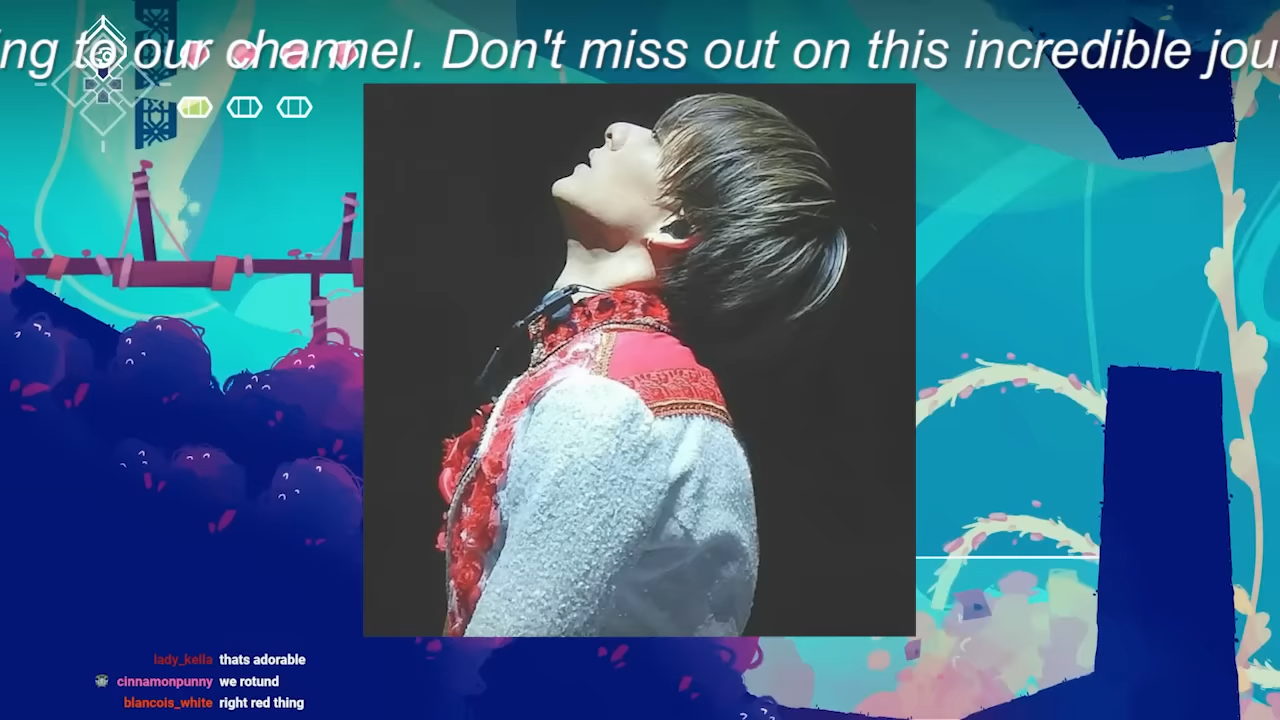 ng to our channel. Don't miss out on this incredible jou
lady_kella thats adorable
cinnamonpunny we rotund
blancois_white right red thing